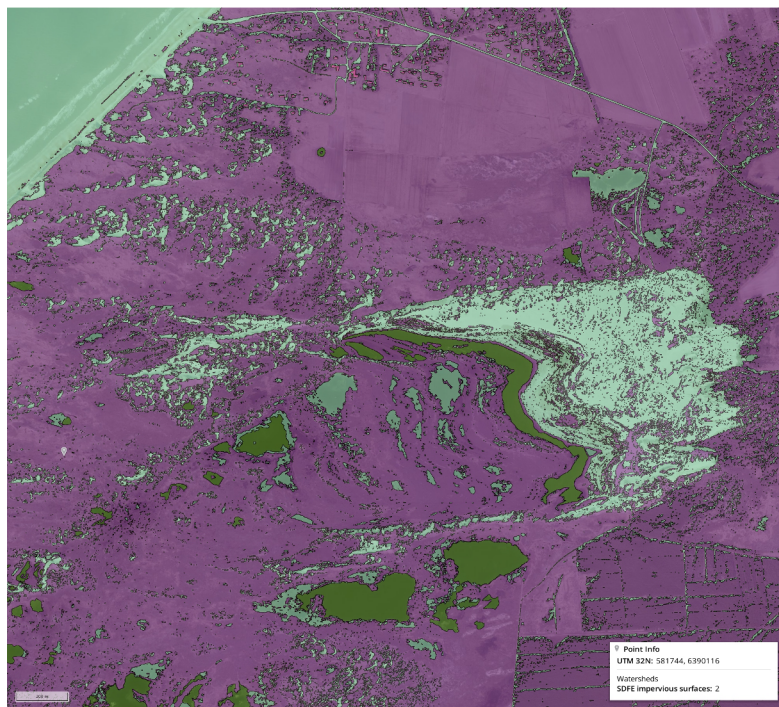 Point Info
UTM 32N: 581744, 6390116
Watersheds
SDFE impervious surfaces: 2